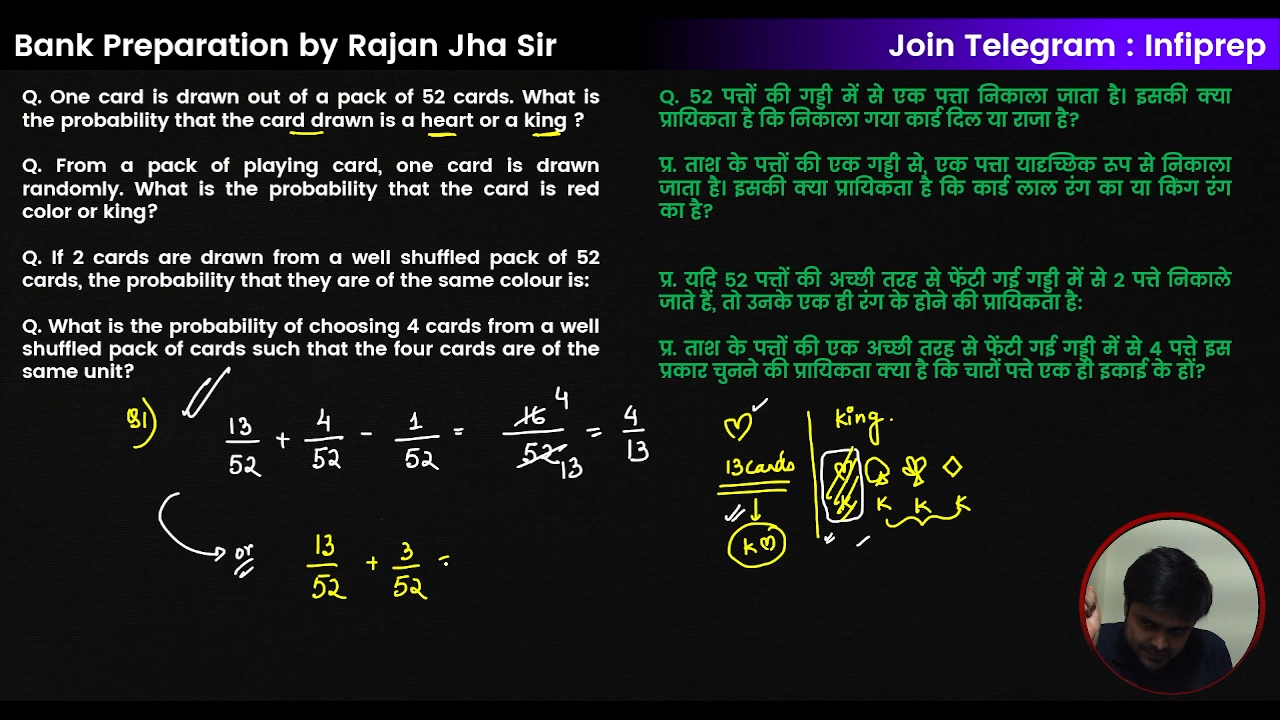 Bank Preparation by Rajan Jha Sir
Join Telegram : Infiprep
Q. One card is drawn out of a pack of 52 cards. What is
the probability that the card drawn is a heart or a king ?
Q. From a pack of playing card, one card is drawn
randomly. What is the probability that the card is red
color or king?
Q. If 2 cards are drawn from a well shuffled pack of 52
cards, the probability that they are of the same colour is:
Q. What is the probability of choosing 4 cards from a well
shuffled pack of cards such that the four cards are of the
same unit?
Q. 52 पत्तों की गड्डी में से एक पत्ता निकाला जाता है। इसकी क्या
प्रायिकता है कि निकाला गया कार्ड दिल या राजा है?
प्र. ताश के पत्तों की एक गड्डी से, एक पत्ता यादृच्छिक रूप से निकाला
जाता है। इसकी क्या प्रायिकता है कि कार्ड लाल रंग का या किंग रंग
का है?
प्र. यदि 52 पत्तों की अच्छी तरह से फेंटी गई गड्डी में से 2 पत्ते निकाले
जाते हैं, तो उनके एक ही रंग के होने की प्रायिकता है:
प्र. ताश के पत्तों की एक अच्छी तरह से फेंटी गई गड्डी में से 4 पत्ते इस
प्रकार चुनने की प्रायिकता क्या है कि चारों पत्ते एक ही इकाई के हों?
13/52 + 4/52 - 1/52 = 16/52 = 4/13
4
13
or 13/52 + 3/52 =
♡
13 cards
K♡
King.
♡ ♠ ♣ ◇
K K K K